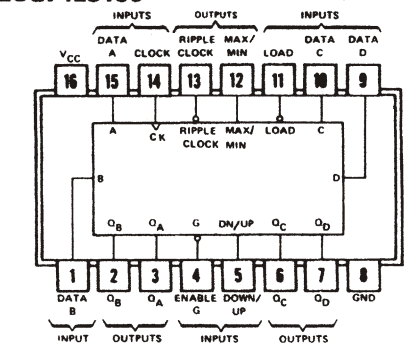 INPUTS OUTPUTS INPUTS
DATA RIPPLE MAX/ DATA DATA
VCC A CLOCK CLOCK MIN LOAD C D
16 15 14 13 12 11 10 9
A CK RIPPLE CLOCK MAX/ MIN LOAD C
B D
QB QA G DN/UP QC QD
1 2 3 4 5 6 7 8
DATA QB QA ENABLE DOWN/ QC QD GND
B G UP
INPUT OUTPUTS INPUTS OUTPUTS